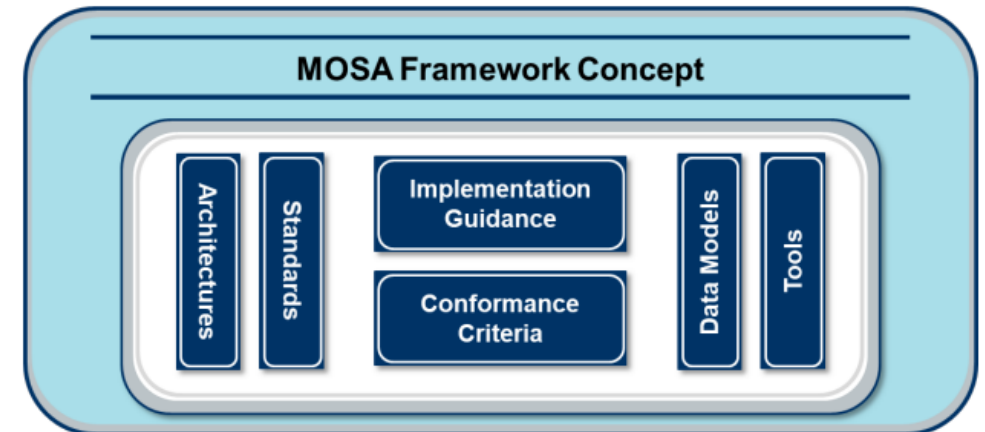 MOSA Framework Concept
Architectures
Standards
Implementation
Guidance
Conformance
Criteria
Data Models
Tools